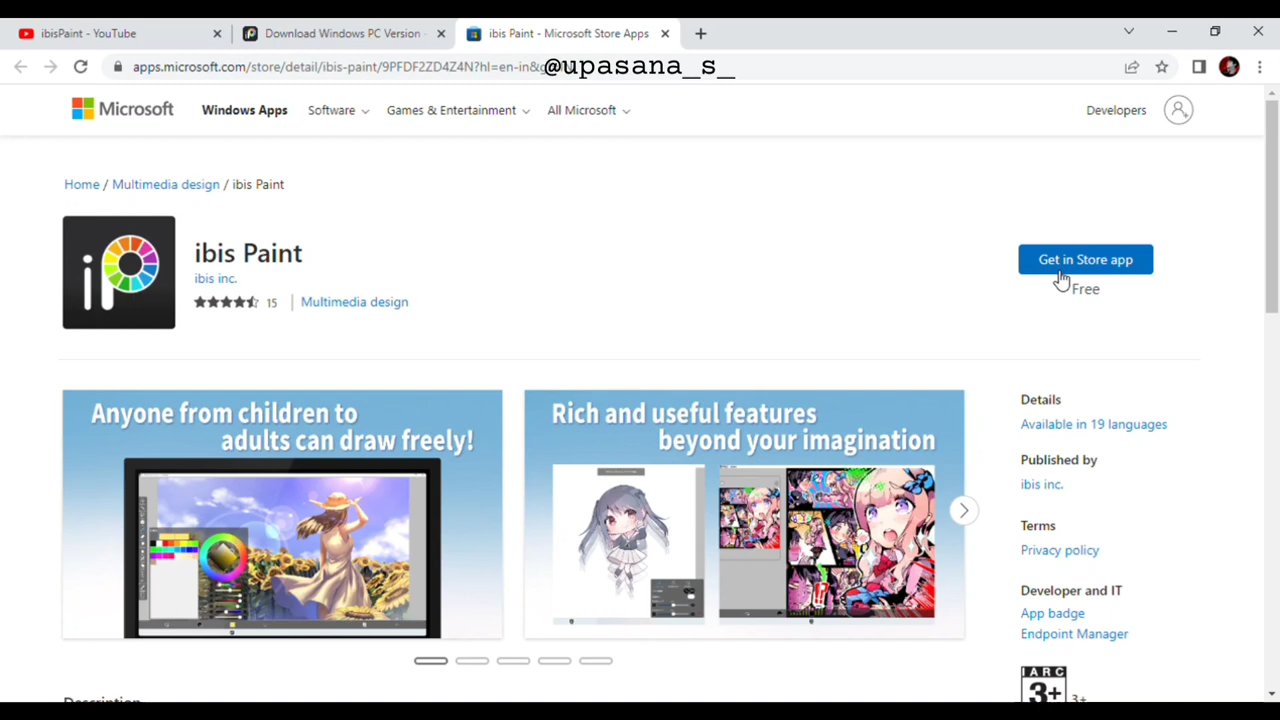 ibisPaint - YouTube
Download Windows PC Version
ibis Paint - Microsoft Store Apps
apps.microsoft.com/store/detail/ibis-paint/9PFDF2ZD4Z4N?hl=en-in&g
@upasana_s_
Microsoft
Windows Apps
Software
Games & Entertainment
All Microsoft
Developers
Home / Multimedia design / ibis Paint
iP
ibis Paint
ibis inc.
15
Multimedia design
Get in Store app
Free
Anyone from children to
adults can draw freely!
Rich and useful features
beyond your imagination
Details
Available in 19 languages
Published by
ibis inc.
Terms
Privacy policy
Developer and IT
App badge
Endpoint Manager
IARC
3+
3+
Description